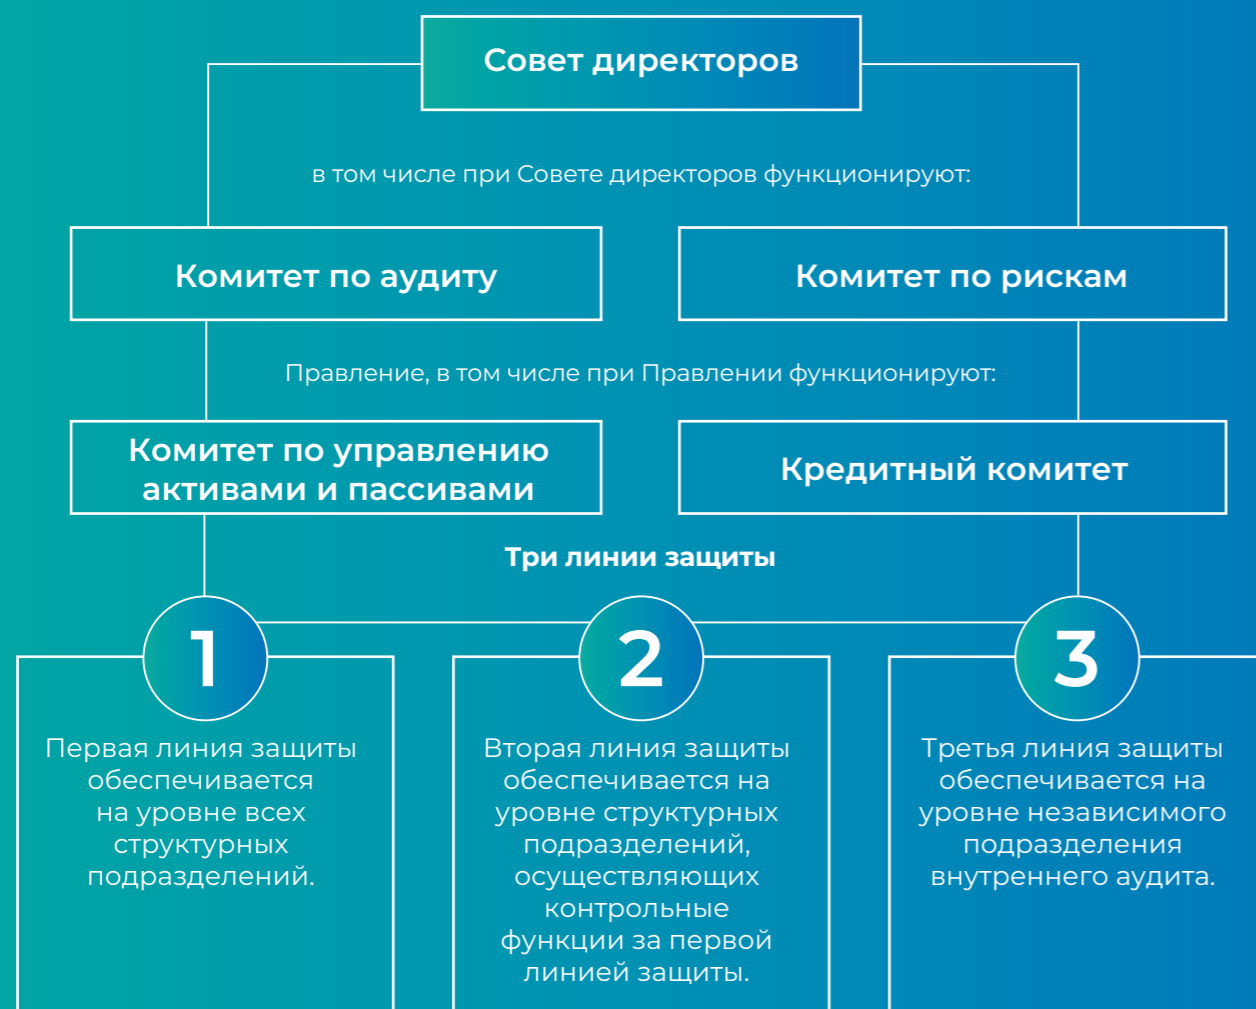 Совет директоров
в том числе при Совете директоров функционируют:
Комитет по аудиту
Комитет по рискам
Правление, в том числе при Правлении функционируют:
Комитет по управлению
активами и пассивами
Кредитный комитет
Три линии защиты
1
Первая линия защиты
обеспечивается
на уровне всех
структурных
подразделений.
2
Вторая линия защиты
обеспечивается на
уровне структурных
подразделений,
осуществляющих
контрольные
функции за первой
линией защиты.
3
Третья линия защиты
обеспечивается на
уровне независимого
подразделения
внутреннего аудита.